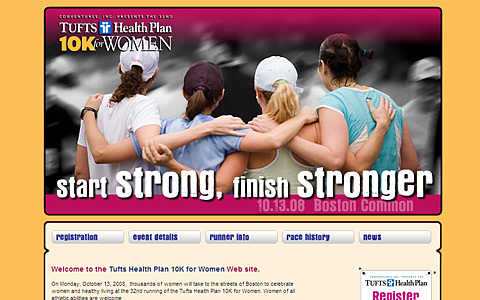 CONVENTURES, INC. PRESENTS THE 32ND
TUFTS Health Plan
10K for WOMEN
start strong, finish stronger
10.13.08 Boston Common
registration
event details
runner info
race history
news
Welcome to the Tufts Health Plan 10K for Women Web site.
On Monday, October 13, 2008, thousands of women will take to the streets of Boston to celebrate
women and healthy living at the 32nd running of the Tufts Health Plan 10K for Women. Women of all
athletic abilities are welcome
TUFTS Health Plan
Register